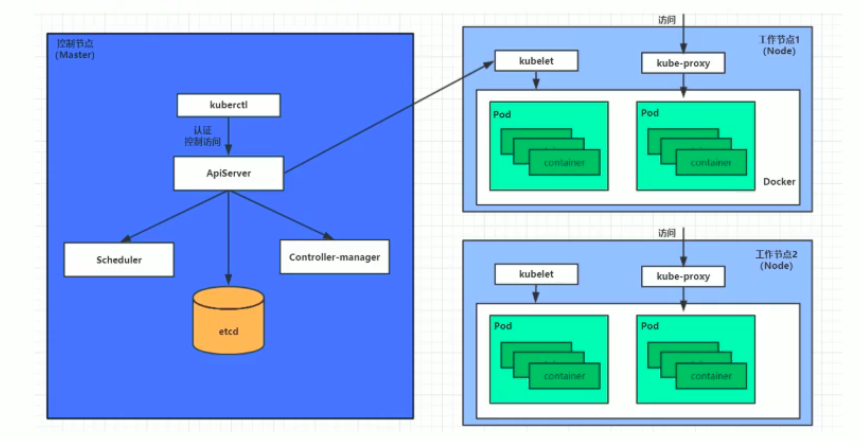 控制节点
(Master)
kuberctl
认证
控制访问
ApiServer
Scheduler
Controller-manager
etcd
访问
工作节点1
(Node)
kubelet
kube-proxy
Pod
container
Pod
container
Docker
访问
工作节点2
(Node)
kubelet
kube-proxy
Pod
container
Pod
container